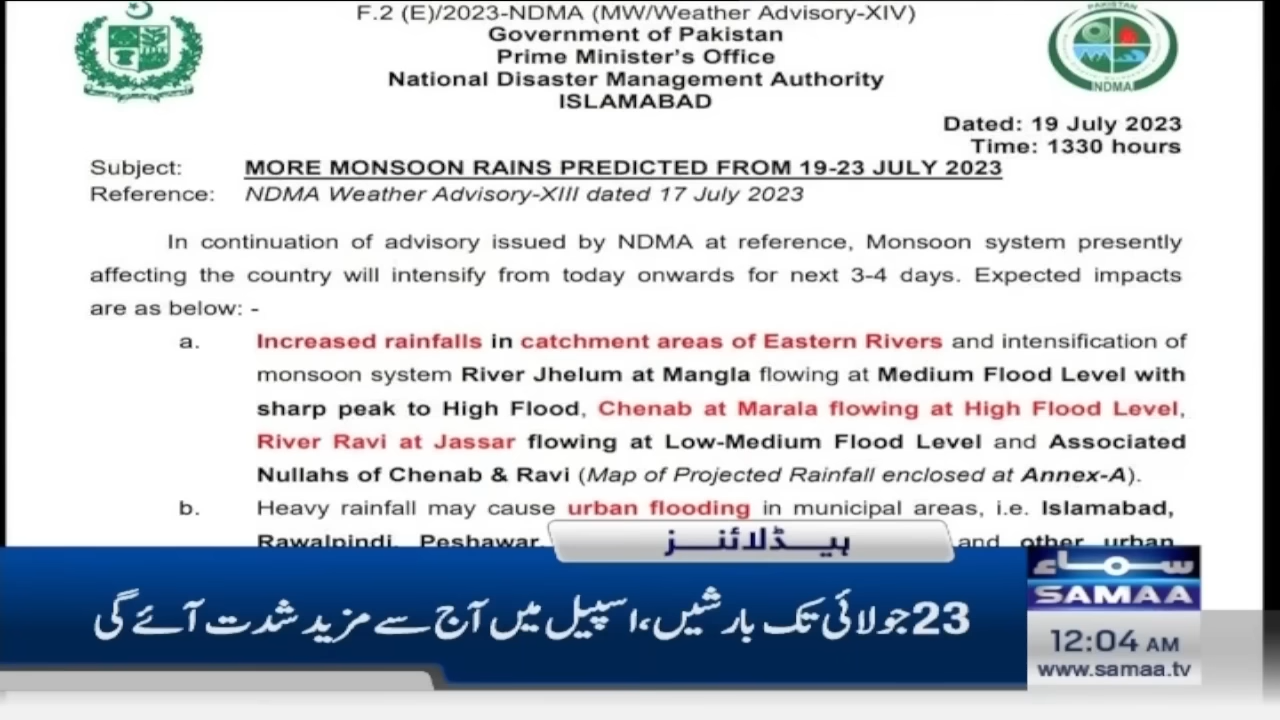 F.2 (E)/2023-NDMA (MW/Weather Advisory-XIV)
Government of Pakistan
Prime Minister's Office
National Disaster Management Authority
ISLAMABAD
PAKISTAN
NDMA
Dated: 19 July 2023
Time: 1330 hours
Subject: MORE MONSOON RAINS PREDICTED FROM 19-23 JULY 2023
Reference: NDMA Weather Advisory-XIII dated 17 July 2023
In continuation of advisory issued by NDMA at reference, Monsoon system presently
affecting the country will intensify from today onwards for next 3-4 days. Expected impacts
are as below: -
a. Increased rainfalls in catchment areas of Eastern Rivers and intensification of
monsoon system River Jhelum at Mangla flowing at Medium Flood Level with
sharp peak to High Flood, Chenab at Marala flowing at High Flood Level,
River Ravi at Jassar flowing at Low-Medium Flood Level and Associated
Nullahs of Chenab & Ravi (Map of Projected Rainfall enclosed at Annex-A).
b. Heavy rainfall may cause urban flooding in municipal areas, i.e. Islamabad,
Rawalpindi, Peshawar, and other urban
ہیڈلائنز
23 جولائی تک بارشیں، اسپیل میں آج سے مزید شدت آئے گی
سماء
SAMAA
12:04 AM
www.samaa.tv